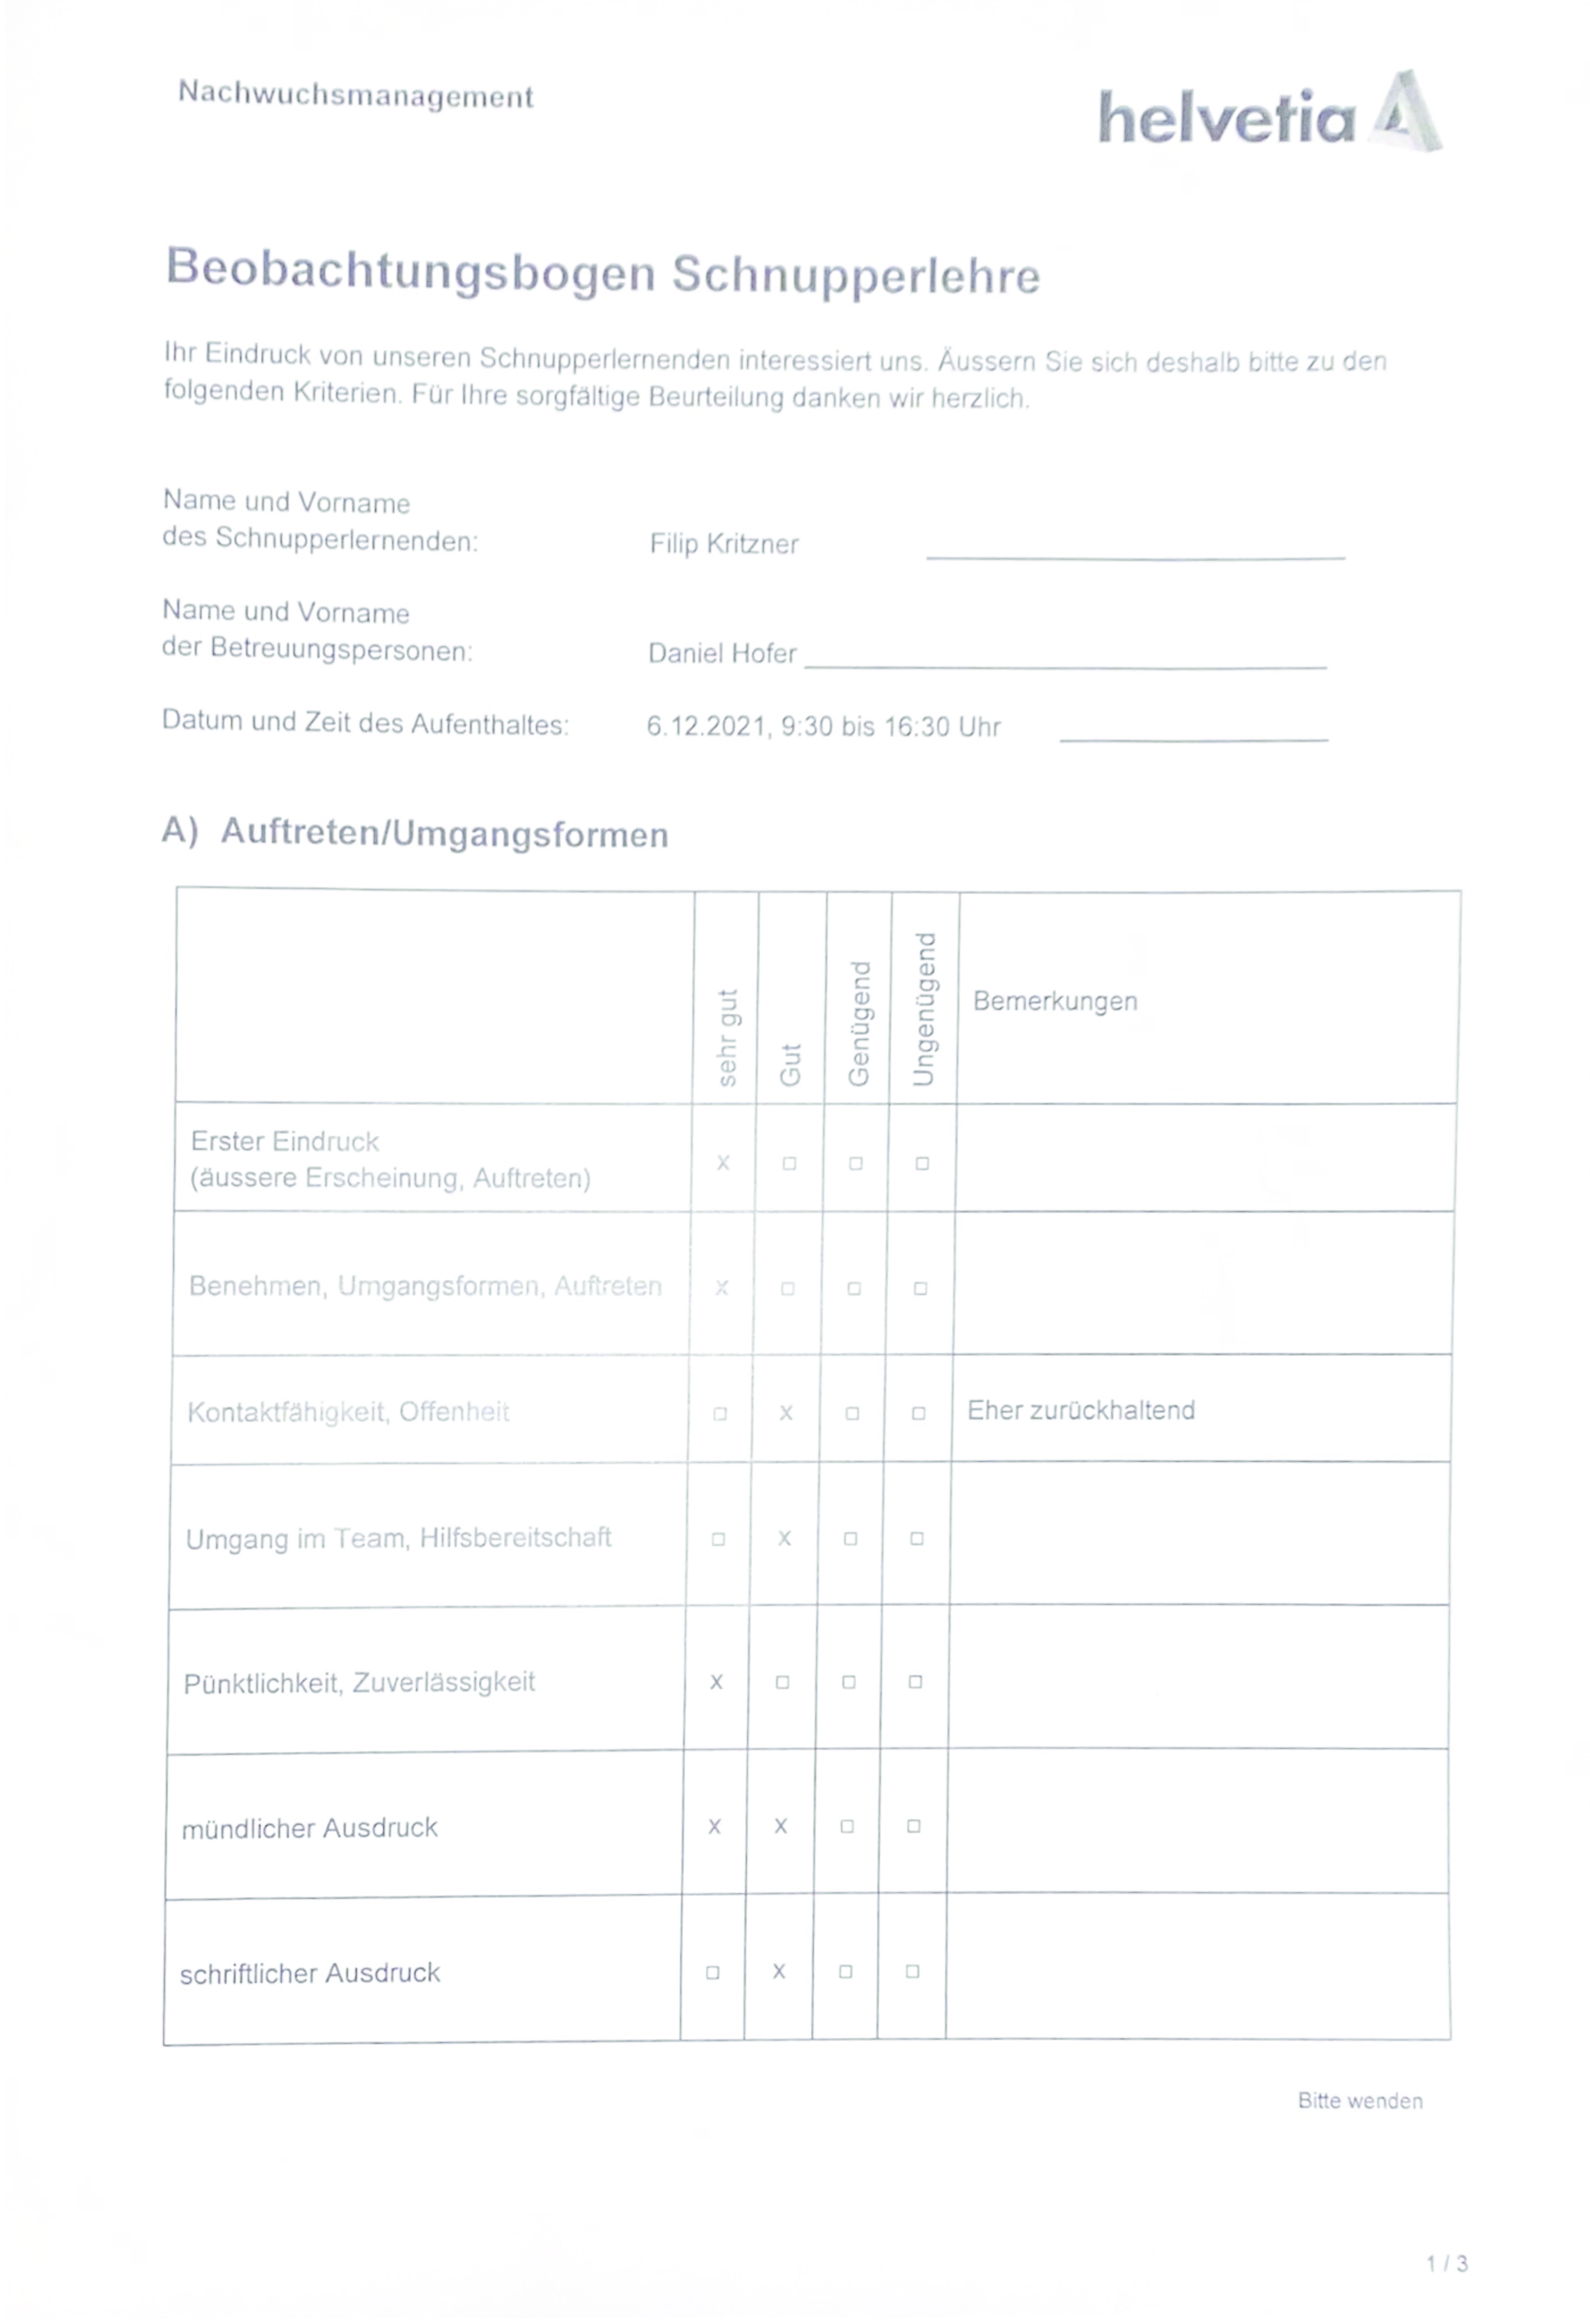 Nachwuchsmanagement
helvetia
Beobachtungsbogen Schnupperlehre
Ihr Eindruck von unseren Schnupperlernenden interessiert uns. Äussern Sie sich deshalb bitte zu den
folgenden Kriterien. Für Ihre sorgfältige Beurteilung danken wir herzlich.
Name und Vorname
des Schnupperlernenden: Filip Kritzner
Name und Vorname
der Betreuungspersonen: Daniel Hofer
Datum und Zeit des Aufenthaltes: 6.12.2021, 9:30 bis 16:30 Uhr
A) Auftreten/Umgangsformen
sehr gut Gut Genügend Ungenügend Bemerkungen
Erster Eindruck
(äussere Erscheinung, Auftreten) X □ □ □
Benehmen, Umgangsformen, Auftreten X □ □ □
Kontaktfähigkeit, Offenheit □ X □ □ Eher zurückhaltend
Umgang im Team, Hilfsbereitschaft □ X □ □
Pünktlichkeit, Zuverlässigkeit X □ □ □
mündlicher Ausdruck X X □ □
schriftlicher Ausdruck □ X □ □
Bitte wenden
1 / 3